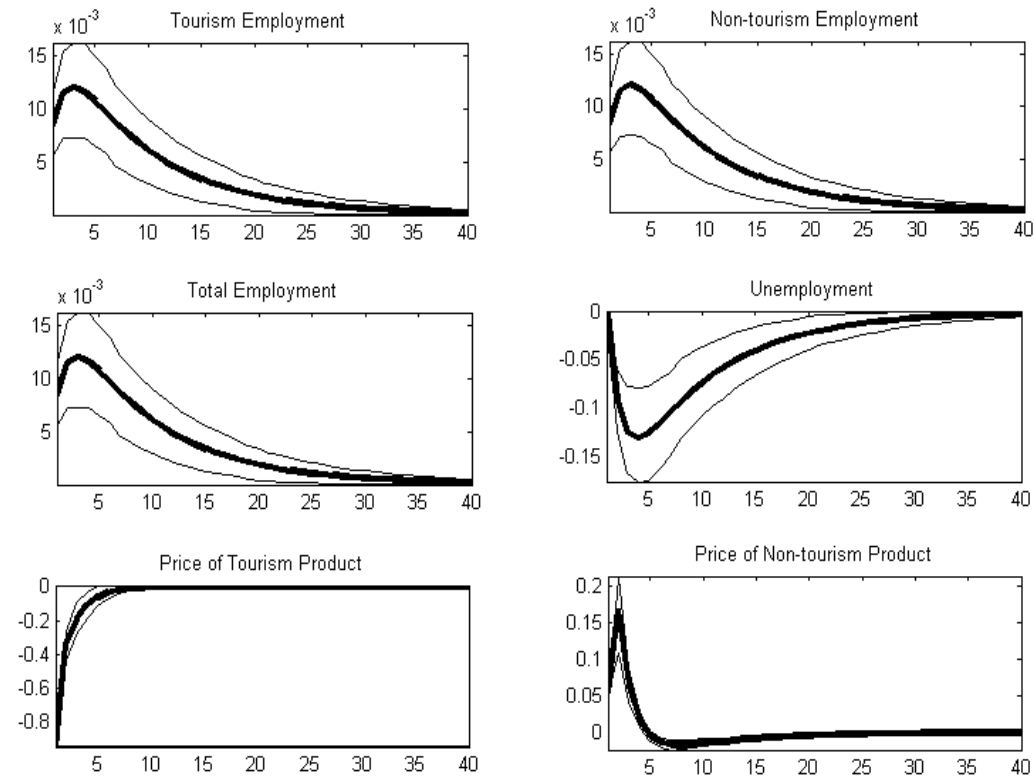 Tourism Employment
x 10^-3
15
10
5
5 10 15 20 25 30 35 40
Non-tourism Employment
x 10^-3
15
10
5
5 10 15 20 25 30 35 40
Total Employment
x 10^-3
15
10
5
5 10 15 20 25 30 35 40
Unemployment
0
-0.05
-0.1
-0.15
5 10 15 20 25 30 35 40
Price of Tourism Product
0
-0.2
-0.4
-0.6
-0.8
5 10 15 20 25 30 35 40
Price of Non-tourism Product
0.2
0.15
0.1
0.05
0
5 10 15 20 25 30 35 40